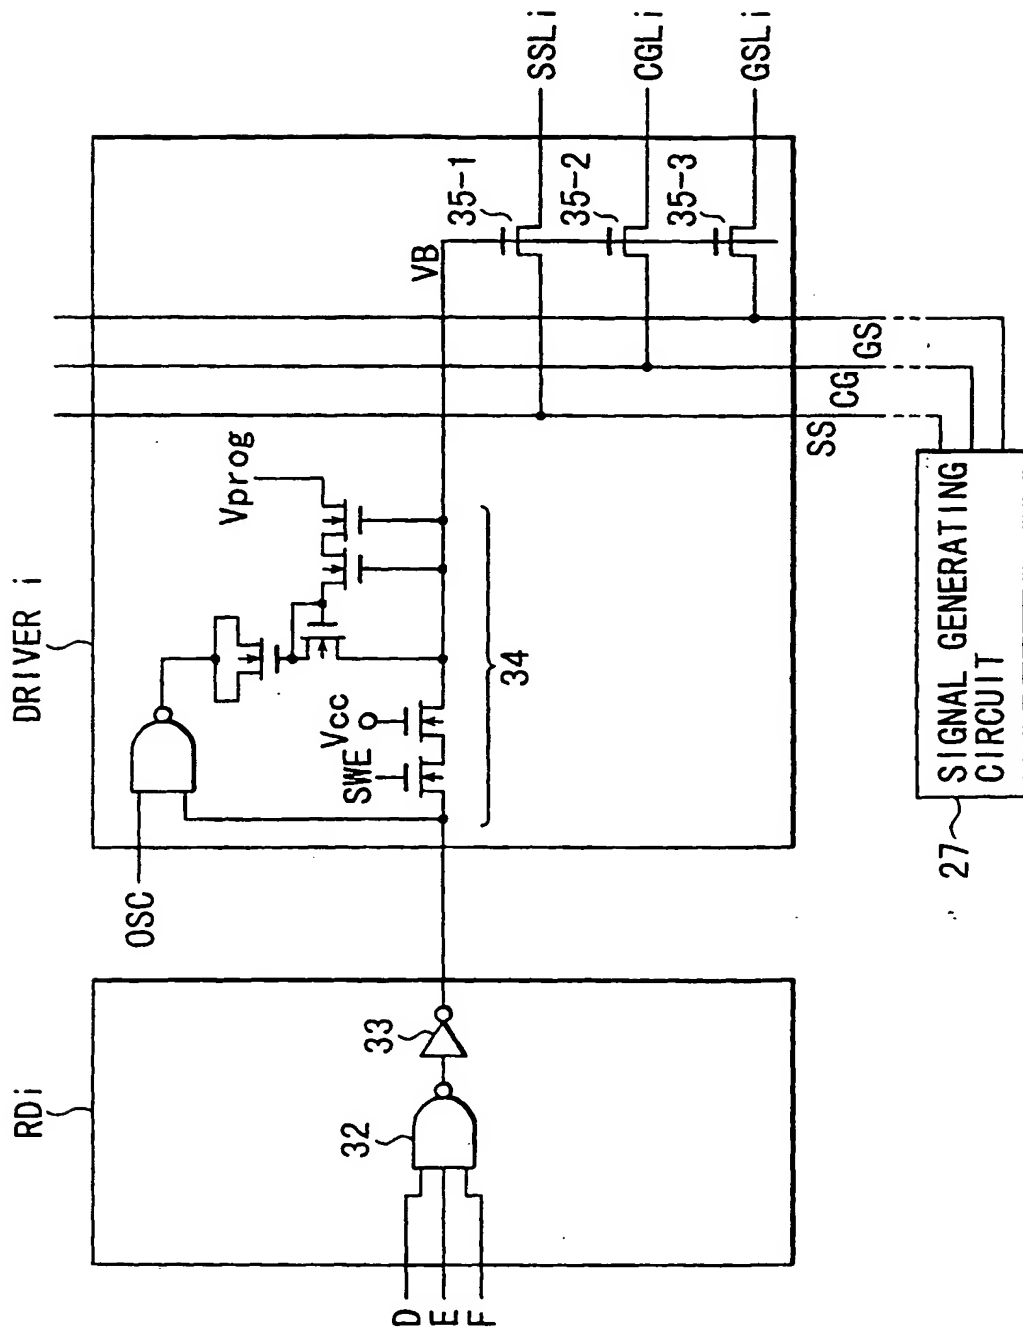 RDi
D
E
F
32
33
DRIVER i
OSC
SWE
Vcc
Vprog
34
VB
35-1
35-2
35-3
SSLi
CGLi
GSLi
SS
CG
GS
27
SIGNAL GENERATING
CIRCUIT